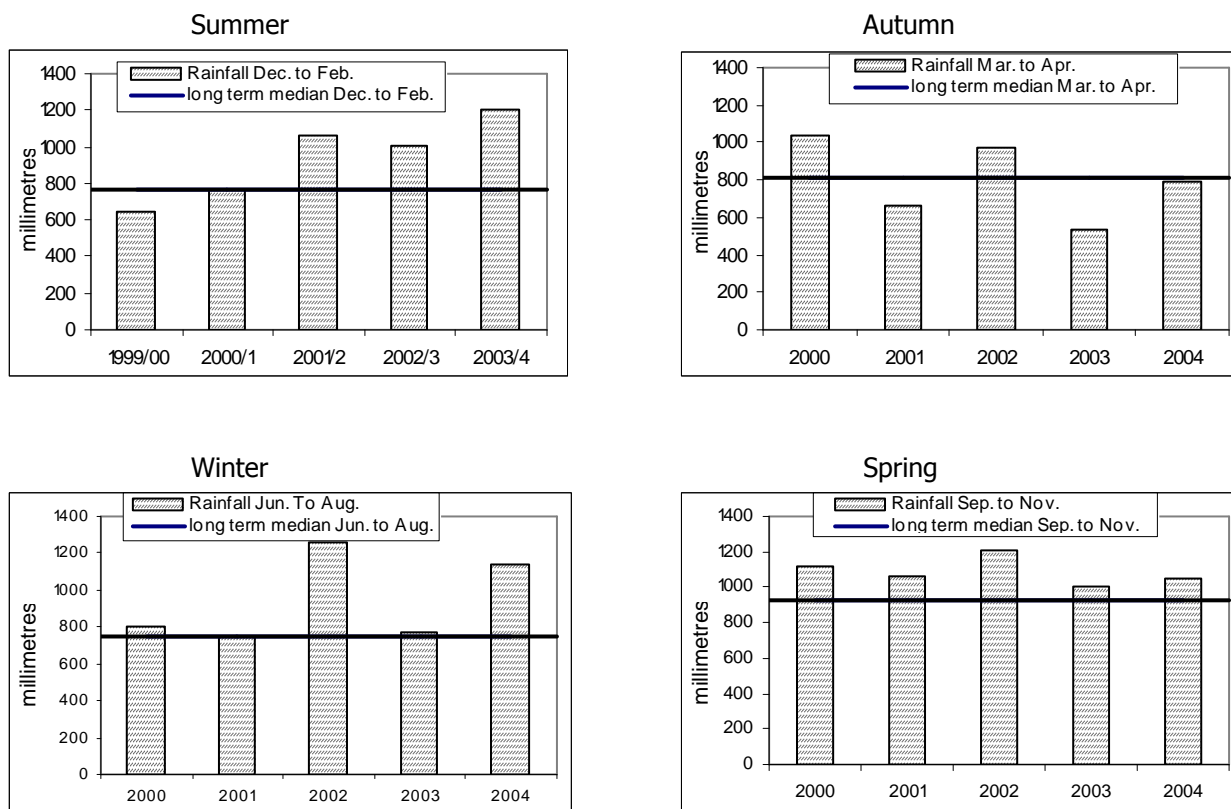 Summer
Rainfall Dec. to Feb.
long term median Dec. to Feb.
millimetres
1400
1200
1000
800
600
400
200
0
1999/00 2000/1 2001/2 2002/3 2003/4
Autumn
Rainfall Mar. to Apr.
long term median Mar. to Apr.
millimetres
1400
1200
1000
800
600
400
200
0
2000 2001 2002 2003 2004
Winter
Rainfall Jun. To Aug.
long term median Jun. to Aug.
millimetres
1400
1200
1000
800
600
400
200
0
2000 2001 2002 2003 2004
Spring
Rainfall Sep. to Nov.
long term median Sep. to Nov.
millimetres
1400
1200
1000
800
600
400
200
0
2000 2001 2002 2003 2004